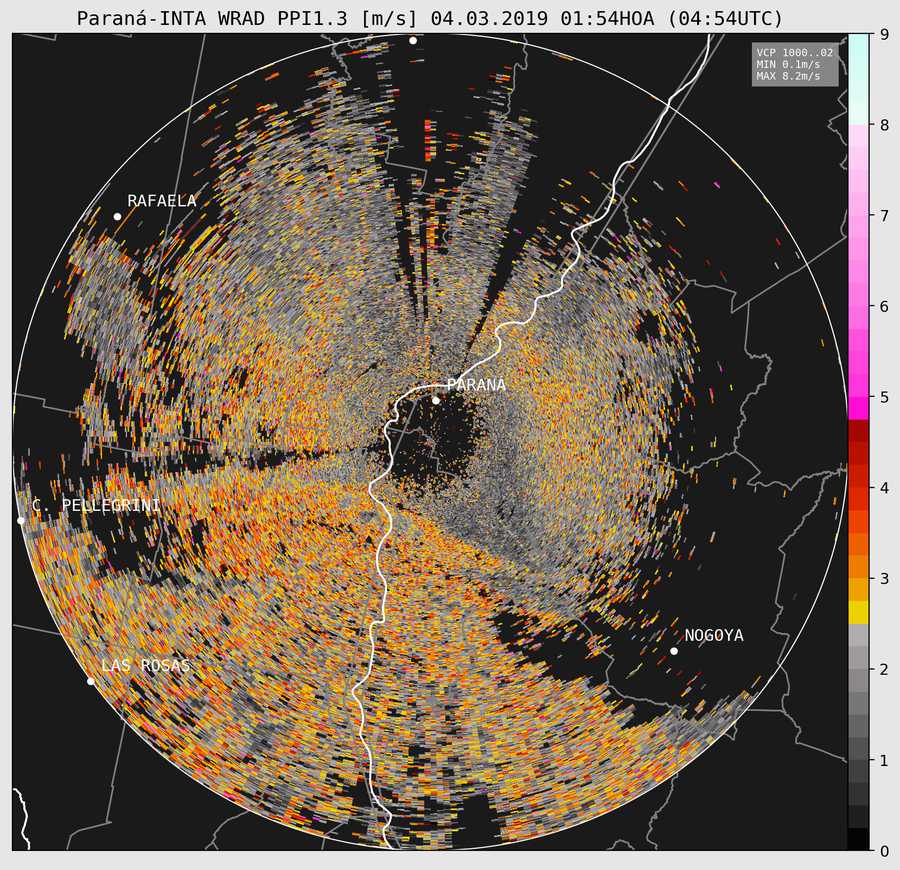 Paraná-INTA WRAD PPI1.3 [m/s] 04.03.2019 01:54HOA (04:54UTC)
VCP 1000..02
MIN 0.1m/s
MAX 8.2m/s
RAFAELA
PARANÁ
C. PELLEGRINI
NOGOYA
LAS ROSAS
9
8
7
6
5
4
3
2
1
0